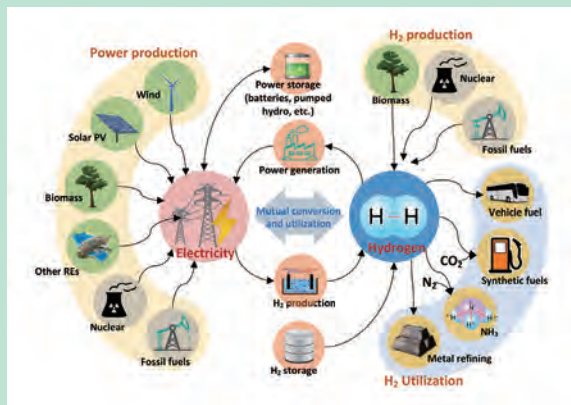 Power production
Wind
Solar PV
Biomass
Other REs
Nuclear
Fossil fuels
Electricity
Power storage
(batteries, pumped
hydro, etc.)
Power generation
Mutual conversion
and utilization
H₂ production
H₂ storage
H₂ production
Biomass
Nuclear
Fossil fuels
H-H
Hydrogen
Vehicle fuel
CO₂
Synthetic fuels
N₂
NH₃
Metal refining
H₂ Utilization